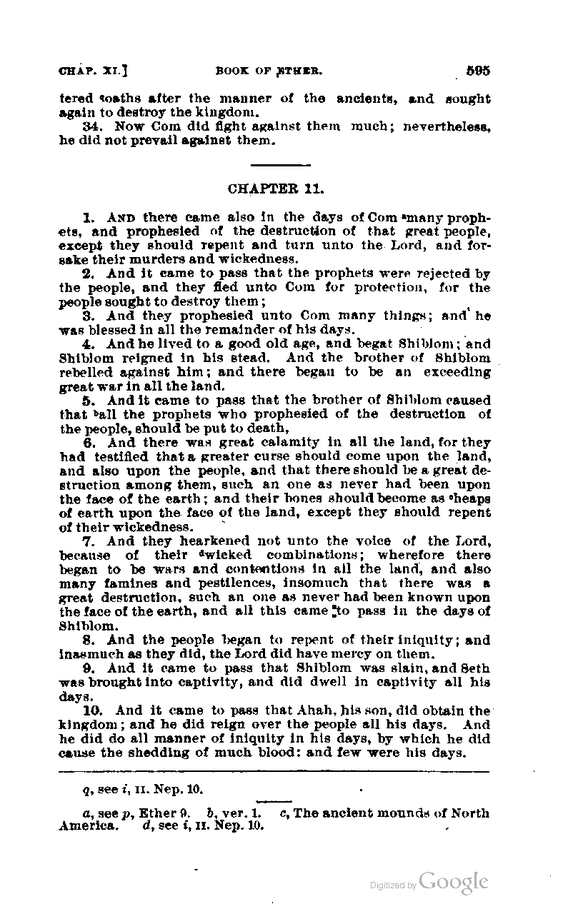 CHAP. XI.] BOOK OF ETHER. 595
tered qoaths after the manner of the ancients, and sought
again to destroy the kingdom.
34. Now Com did fight against them much; nevertheless,
he did not prevail against them.
CHAPTER 11.
1. AND there came also in the days of Com amany proph-
ets, and prophesied of the destruction of that great people,
except they should repent and turn unto the Lord, and for-
sake their murders and wickedness.
2. And it came to pass that the prophets were rejected by
the people, and they fled unto Com for protection, for the
people sought to destroy them;
3. And they prophesied unto Com many things; and he
was blessed in all the remainder of his days.
4. And he lived to a good old age, and begat Shiblom; and
Shiblom reigned in his stead. And the brother of Shiblom
rebelled against him; and there began to be an exceeding
great war in all the land.
5. And it came to pass that the brother of Shiblom caused
that ball the prophets who prophesied of the destruction of
the people, should be put to death,
6. And there was great calamity in all the land, for they
had testified that a greater curse should come upon the land,
and also upon the people, and that there should be a great de-
struction among them, such an one as never had been upon
the face of the earth; and their bones should become as cheaps
of earth upon the face of the land, except they should repent
of their wickedness.
7. And they hearkened not unto the voice of the Lord,
because of their dwicked combinations; wherefore there
began to be wars and contentions in all the land, and also
many famines and pestilences, insomuch that there was a
great destruction, such an one as never had been known upon
the face of the earth, and all this came to pass in the days of
Shiblom.
8. And the people began to repent of their iniquity; and
inasmuch as they did, the Lord did have mercy on them.
9. And it came to pass that Shiblom was slain, and Seth
was brought into captivity, and did dwell in captivity all his
days.
10. And it came to pass that Ahah, his son, did obtain the
kingdom; and he did reign over the people all his days. And
he did do all manner of iniquity in his days, by which he did
cause the shedding of much blood: and few were his days.
q, see i, II. Nep. 10.
a, see p, Ether 9. b, ver. 1. c, The ancient mounds of North
America. d, see i, II. Nep. 10.
Digitized by Google